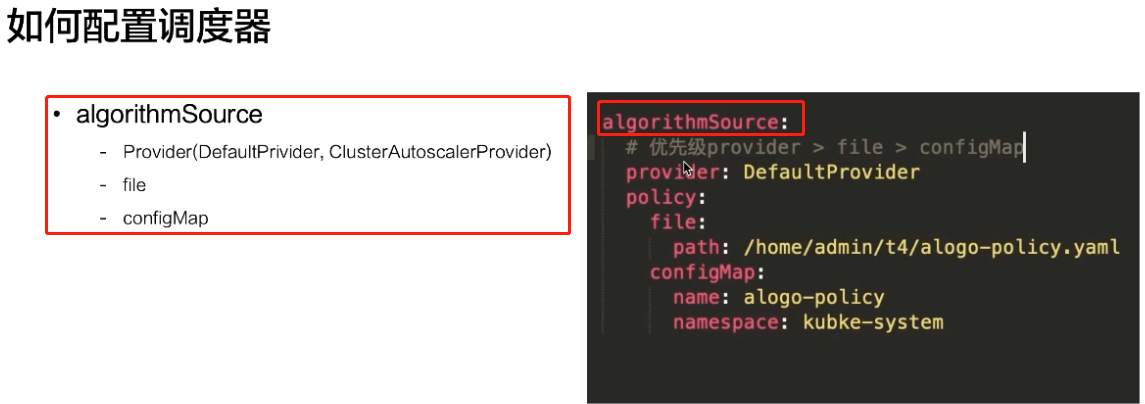 如何配置调度器
• algorithmSource
- Provider(DefaultPrivider, ClusterAutoscalerProvider)
- file
- configMap
algorithmSource:
# 优先级provider > file > configMap
provider: DefaultProvider
policy:
file:
path: /home/admin/t4/alogo-policy.yaml
configMap:
name: alogo-policy
namespace: kubke-system